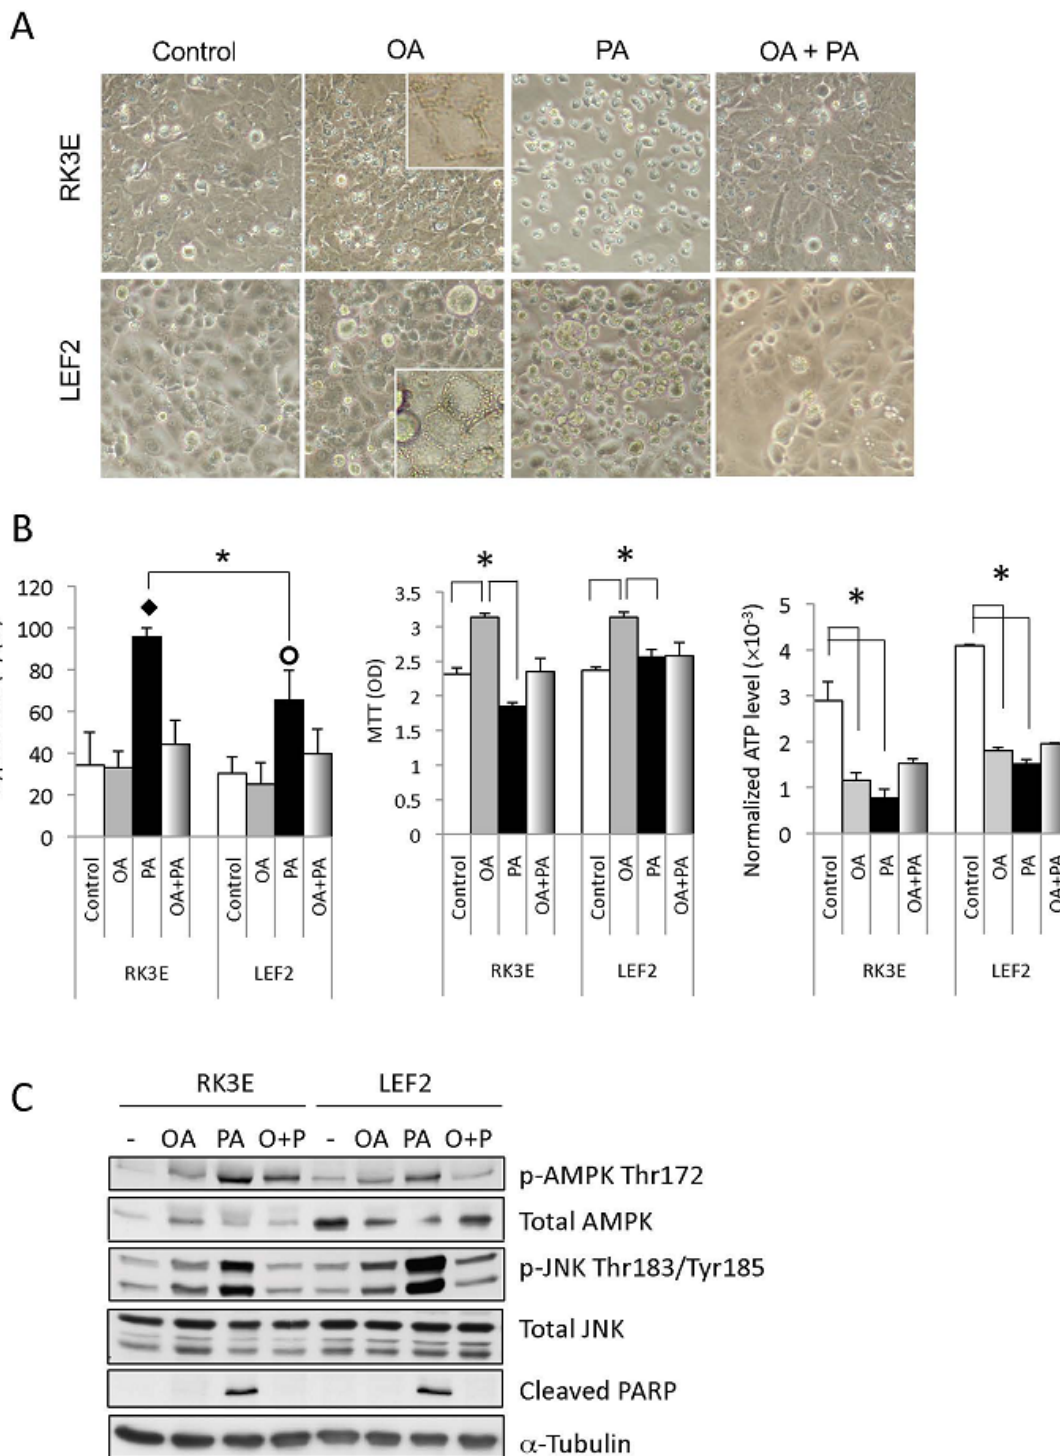 A
Control OA PA OA + PA
RK3E
LEF2
B
*
120
100
80
60
40
20
0
Control OA PA OA+PA Control OA PA OA+PA
RK3E LEF2
* *
MTT (OD)
3.5
3
2.5
2
1.5
1
0.5
0
Control OA PA OA+PA Control OA PA OA+PA
RK3E LEF2
* *
Normalized ATP level (×10⁻³)
5
4
3
2
1
0
Control OA PA OA+PA Control OA PA
RK3E LEF2
C
RK3E LEF2
- OA PA O+P - OA PA O+P
p-AMPK Thr172
Total AMPK
p-JNK Thr183/Tyr185
Total JNK
Cleaved PARP
α-Tubulin